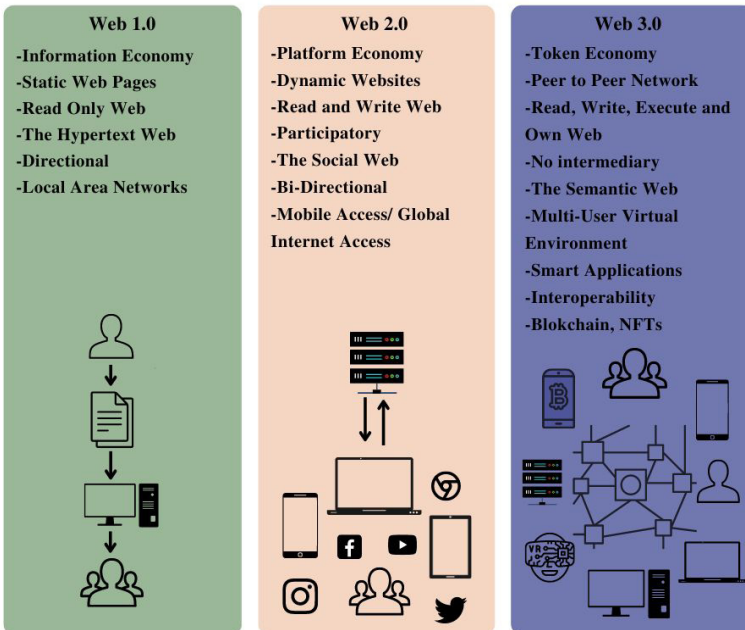 Web 1.0
-Information Economy
-Static Web Pages
-Read Only Web
-The Hypertext Web
-Directional
-Local Area Networks
Web 2.0
-Platform Economy
-Dynamic Websites
-Read and Write Web
-Participatory
-The Social Web
-Bi-Directional
-Mobile Access/ Global
Internet Access
Web 3.0
-Token Economy
-Peer to Peer Network
-Read, Write, Execute and
Own Web
-No intermediary
-The Semantic Web
-Multi-User Virtual
Environment
-Smart Applications
-Interoperability
-Blokchain, NFTs
VR